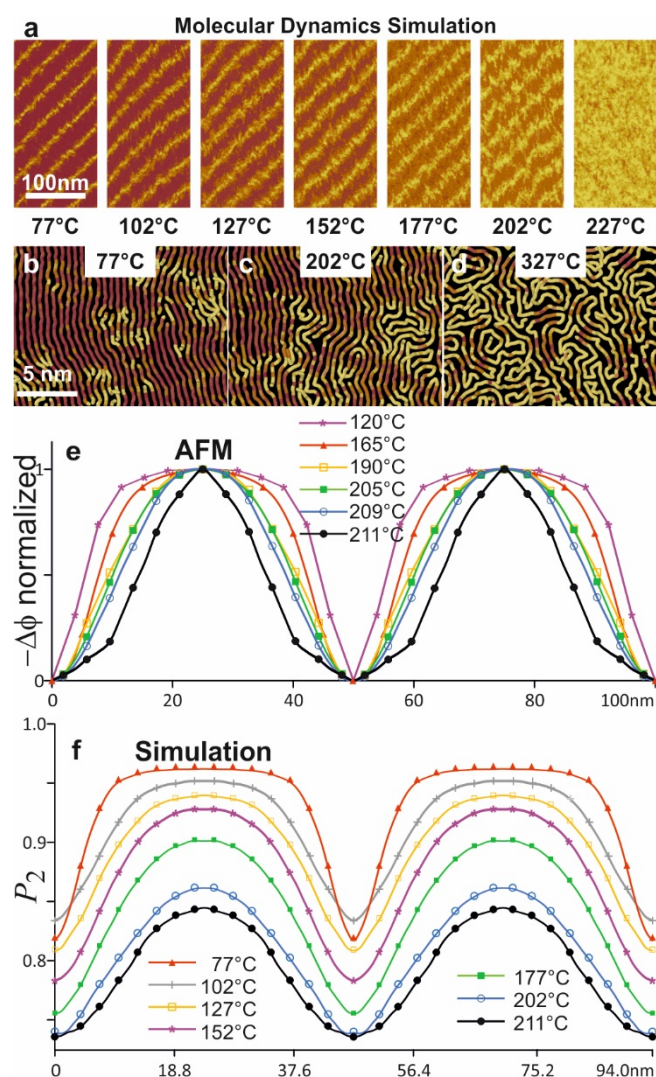 a Molecular Dynamics Simulation
100nm
77°C 102°C 127°C 152°C 177°C 202°C 227°C
b 77°C c 202°C d 327°C
5 nm
e AFM
120°C
165°C
190°C
205°C
209°C
211°C
1
0
−Δϕ normalized
0 20 40 60 80 100nm
f Simulation
1.0
0.9
0.8
P2
77°C
102°C
127°C
152°C
177°C
202°C
211°C
0 18.8 37.6 56.4 75.2 94.0nm